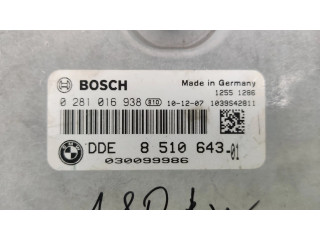 BOSCH
Made in Germany
1255 1286
0 281 016 938 810 10-12-07 1039S42811
DDE 8 510 643-01
030099986